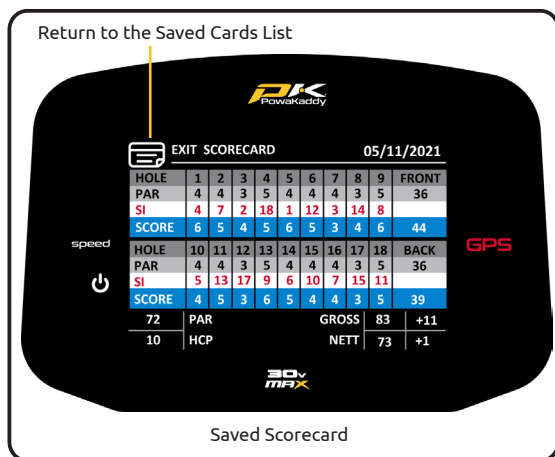 Return to the Saved Cards List
PK
PowaKaddy
EXIT SCORECARD 05/11/2021
HOLE 1 2 3 4 5 6 7 8 9 FRONT
PAR 4 4 3 5 4 4 4 3 5 36
SI 4 7 2 18 1 12 3 14 8
SCORE 6 5 4 5 6 5 3 4 6 44
speed
GPS
HOLE 10 11 12 13 14 15 16 17 18 BACK
PAR 4 4 3 5 4 4 4 3 5 36
SI 5 13 17 9 6 10 7 15 11
SCORE 4 5 3 6 5 4 4 3 5 39
72 PAR GROSS 83 +11
10 HCP NETT 73 +1
30v
MAX
Saved Scorecard